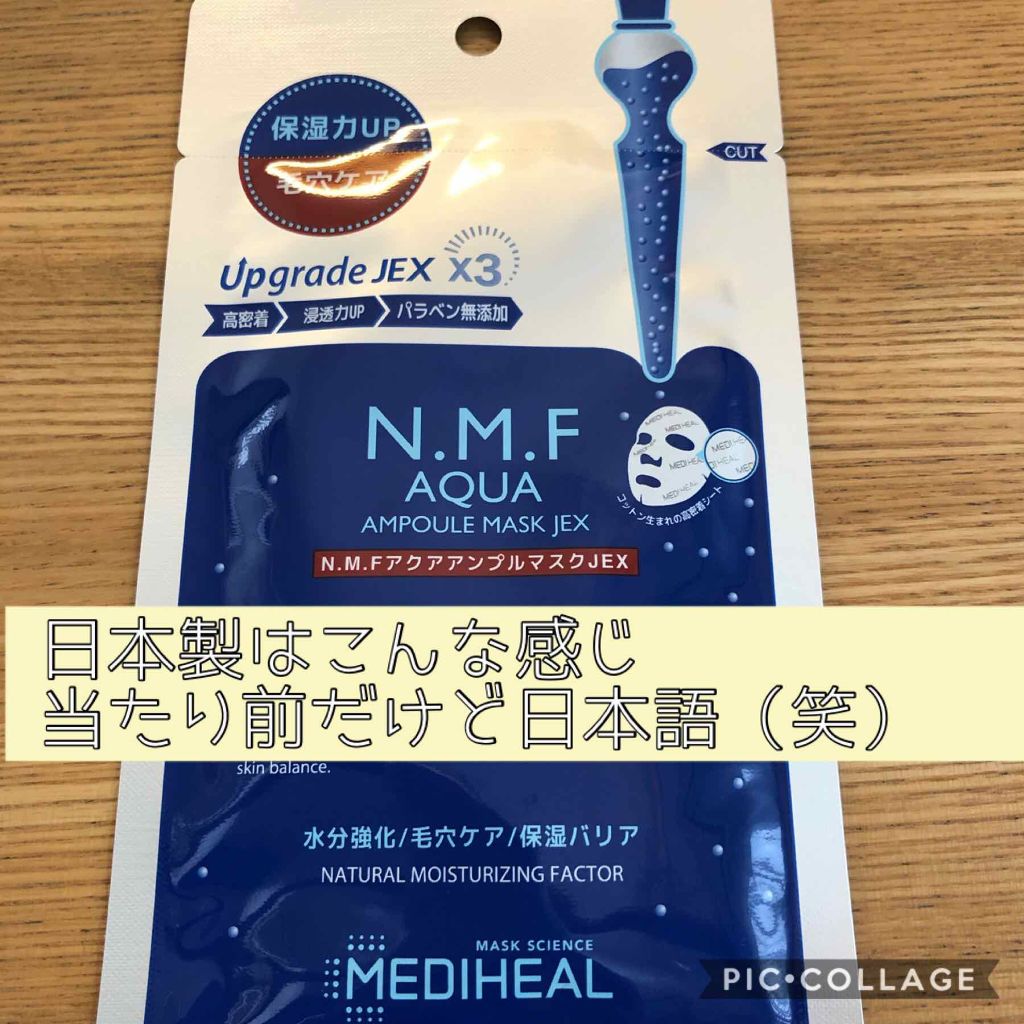 保湿力UP
毛穴ケア
CUT
Upgrade JEX x3
高密着
浸透力UP
パラベン無添加
N.M.F
AQUA
AMPOULE MASK JEX
N.M.FアクアアンプルマスクJEX
MEDIHEAL
MEDIHEAL
MEDIHEAL
コットン生まれの高密着シート
日本製はこんな感じ
当たり前だけど日本語（笑）
skin balance.
水分強化/毛穴ケア/保湿バリア
NATURAL MOISTURIZING FACTOR
MASK SCIENCE
MEDIHEAL
PIC•COLLAGE